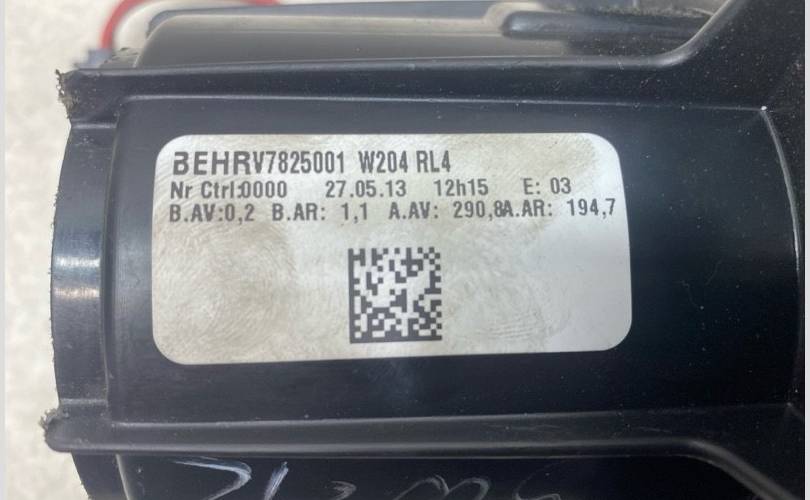 BEHRV7825001 W204 RL4
Nr Ctrl:0000 27.05.13 12h15 E: 03
B.AV:0,2 B.AR: 1,1 A.AV: 290,8A.AR: 194,7